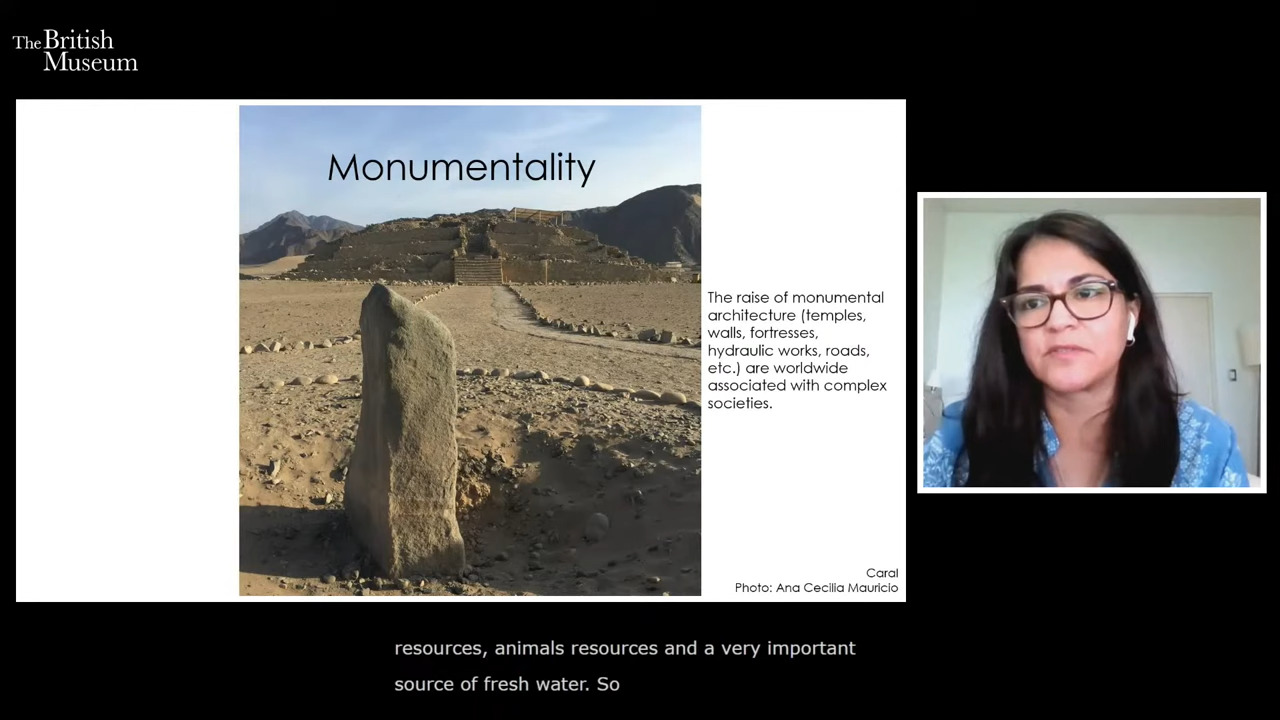 The British
Museum
Monumentality
The raise of monumental
architecture (temples,
walls, fortresses,
hydraulic works, roads,
etc.) are worldwide
associated with complex
societies.
Caral
Photo: Ana Cecilia Mauricio
resources, animals resources and a very important
source of fresh water. So